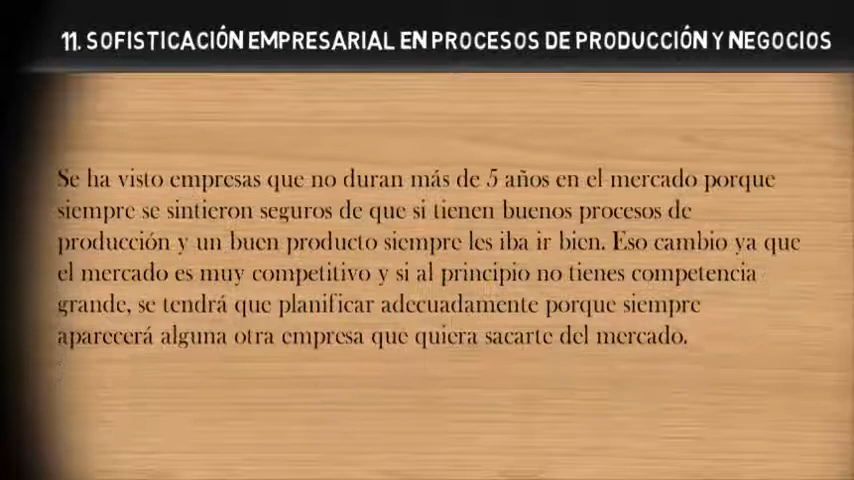 11. SOFISTICACIÓN EMPRESARIAL EN PROCESOS DE PRODUCCIÓN Y NEGOCIOS
Se ha visto empresas que no duran más de 5 años en el mercado porque
siempre se sintieron seguros de que si tienen buenos procesos de
producción y un buen producto siempre les iba ir bien. Eso cambio ya que
el mercado es muy competitivo y si al principio no tienes competencia
grande, se tendrá que planificar adecuadamente porque siempre
aparecerá alguna otra empresa que quiera sacarte del mercado.